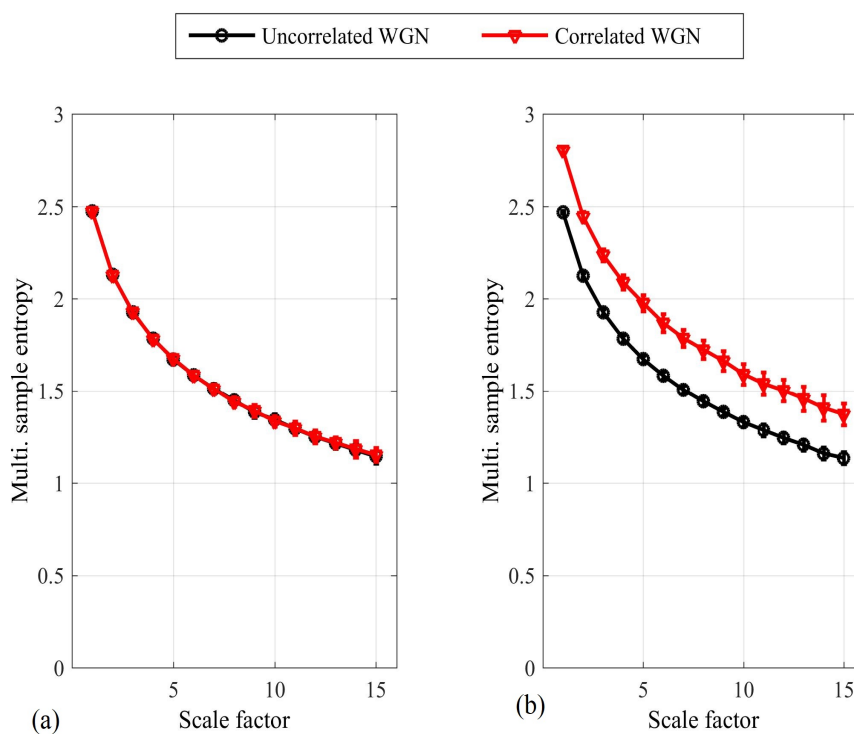 Uncorrelated WGN
Correlated WGN
3
2.5
2
1.5
1
0.5
0
5
10
15
Multi. sample entropy
Scale factor
(a)
3
2.5
2
1.5
1
0.5
0
5
10
15
Multi. sample entropy
Scale factor
(b)